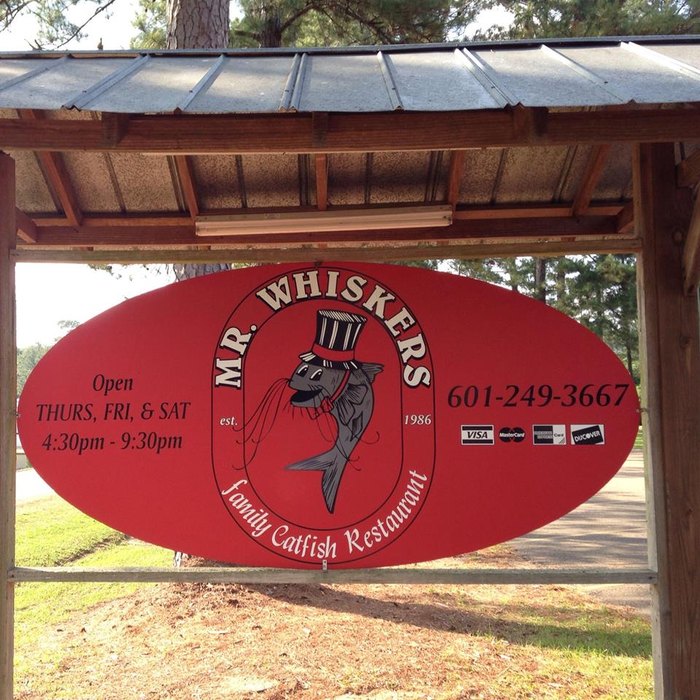 MR. WHISKERS
est. 1986
family Catfish Restaurant
Open
THURS, FRI, & SAT
4:30pm - 9:30pm
601-249-3667
VISA MasterCard DISCOVER